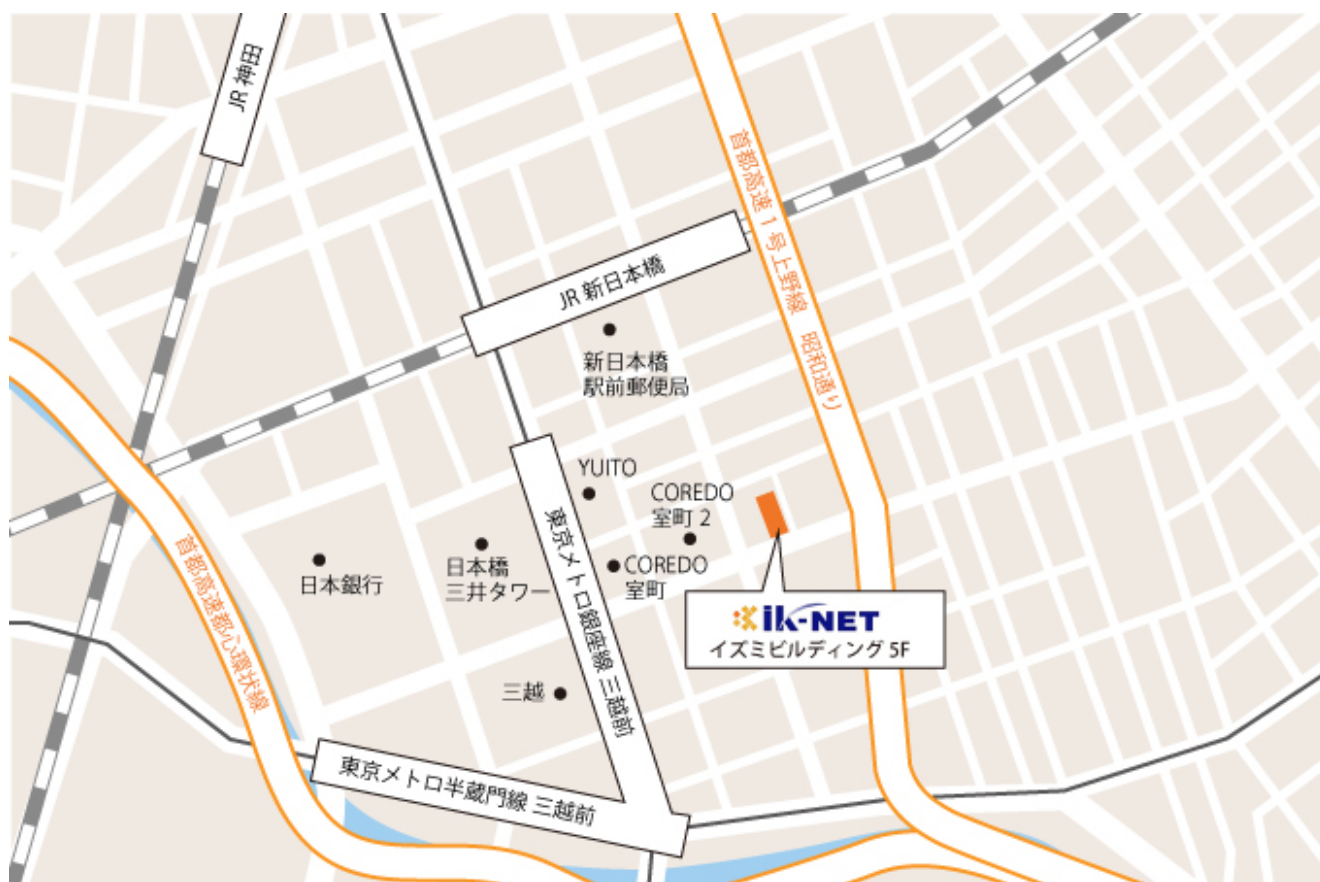 JR 神田
首都高速 1 号上野線　昭和通り
JR 新日本橋
新日本橋
駅前郵便局
YUITO
COREDO
室町 2
東京メトロ銀座線 三越前
日本橋
三井タワー
COREDO
室町
日本銀行
首都高速都心環状線
ik-NET
イズミビルディング 5F
三越
東京メトロ半蔵門線 三越前